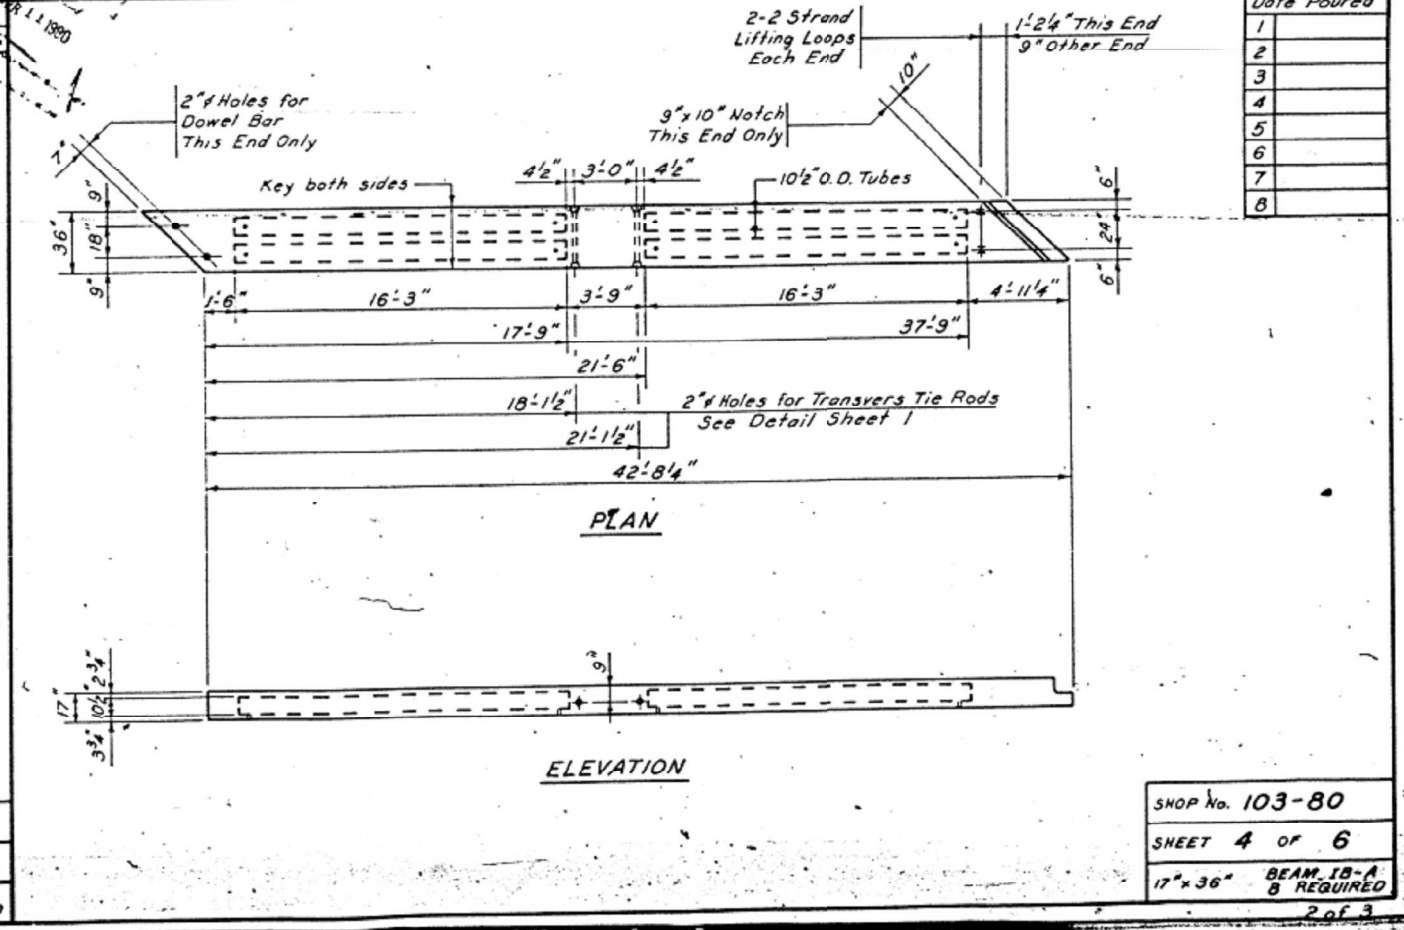 R 11 1980
2-2 Strand
Lifting Loops
Each End
1'-2¼" This End
9" Other End
Date Poured
1
2
3
4
5
6
7
8
2"ø Holes for
Dowel Bar
This End Only
10"
9"x10" Notch
This End Only
7"
Key both sides
4½"
3'-0"
4½"
10½" O.D. Tubes
9"
36"
18"
9"
6"
24"
6"
1'-6"
16'-3"
3'-9"
16'-3"
4'-11¼"
17'-9"
37'-9"
21'-6"
18'-1½"
2"ø Holes for Transvers Tie Rods
See Detail Sheet 1
21'-1½"
42'-8¼"
PLAN
2¾"
17"
10½"
3¾"
9"
ELEVATION
SHOP No. 103-80
SHEET 4 OF 6
17" x 36" BEAM IB-A
8 REQUIRED
2 of 3